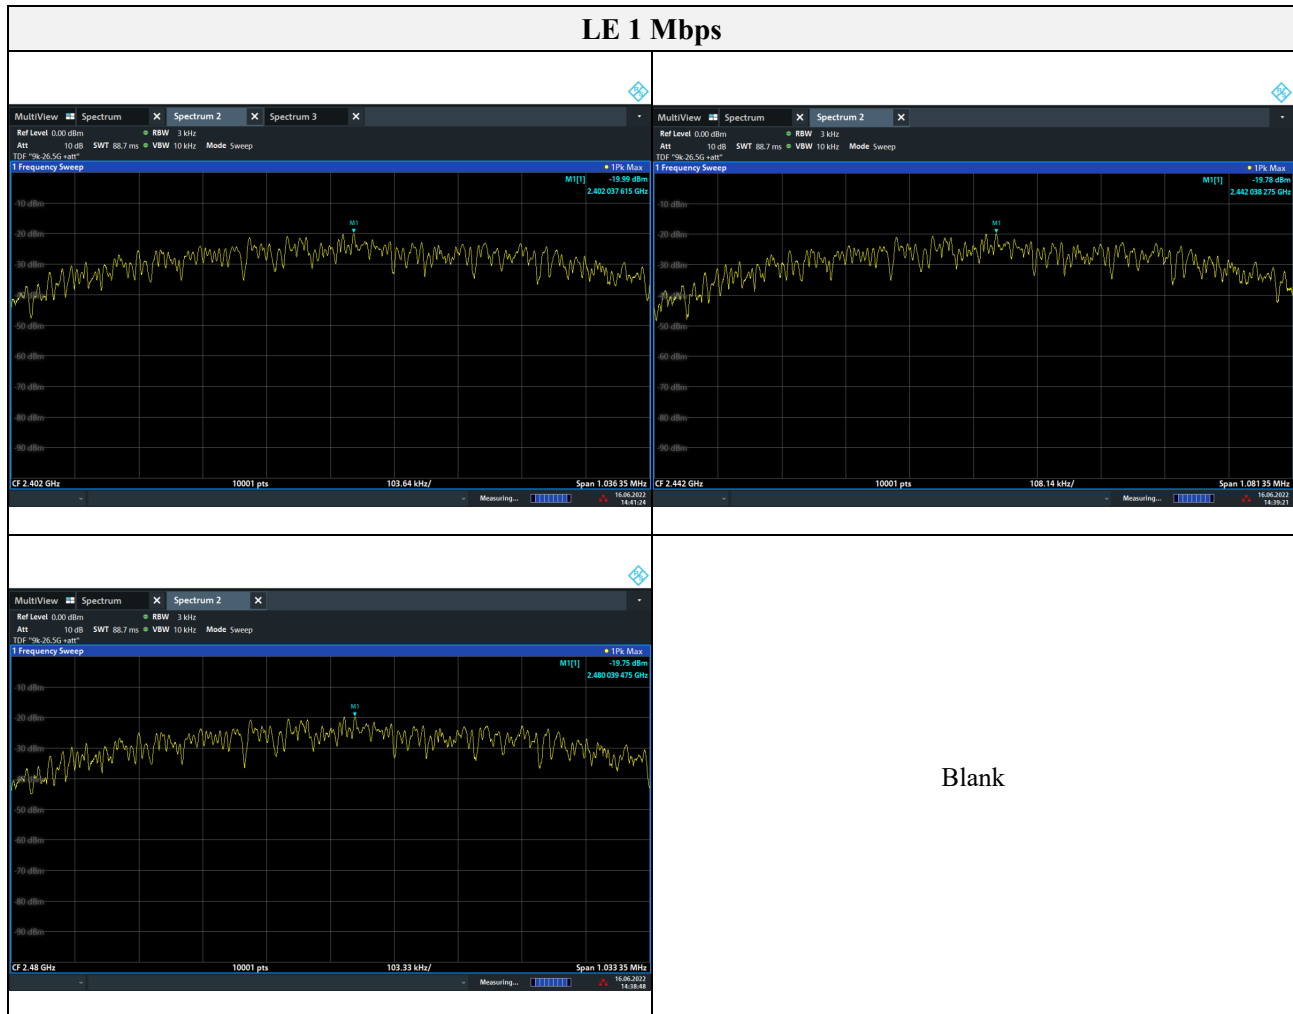 LE 1 Mbps
MultiView Spectrum X Spectrum 2 X Spectrum 3 X
Ref Level 0.00 dBm RBW 3 kHz
Att 10 dB SWT 88.7 ms VBW 10 kHz Mode Sweep
TDF "9k-26.5G +att"
1 Frequency Sweep 1Pk Max
M1[1] -19.99 dBm
2.402 037 615 GHz
-10 dBm
M1
-20 dBm
-30 dBm
-40 dBm
-50 dBm
-60 dBm
-70 dBm
-80 dBm
-90 dBm
CF 2.402 GHz 10001 pts 103.64 kHz/ Span 1.036 35 MHz
Measuring... 16.06.2022
14:41:24
MultiView Spectrum X Spectrum 2 X
Ref Level 0.00 dBm RBW 3 kHz
Att 10 dB SWT 88.7 ms VBW 10 kHz Mode Sweep
TDF "9k-26.5G +att"
1 Frequency Sweep 1Pk Max
M1[1] -19.78 dBm
2.442 038 275 GHz
-10 dBm
M1
-20 dBm
-30 dBm
-40 dBm
-50 dBm
-60 dBm
-70 dBm
-80 dBm
-90 dBm
CF 2.442 GHz 10001 pts 108.14 kHz/ Span 1.081 35 MHz
Measuring... 16.06.2022
14:39:21
MultiView Spectrum X Spectrum 2 X
Ref Level 0.00 dBm RBW 3 kHz
Att 10 dB SWT 88.7 ms VBW 10 kHz Mode Sweep
TDF "9k-26.5G +att"
1 Frequency Sweep 1Pk Max
M1[1] -19.75 dBm
2.480 039 475 GHz
-10 dBm
M1
-20 dBm
-30 dBm
-40 dBm
-50 dBm
-60 dBm
-70 dBm
-80 dBm
-90 dBm
CF 2.48 GHz 10001 pts 103.33 kHz/ Span 1.033 35 MHz
Measuring... 16.06.2022
14:38:48
Blank